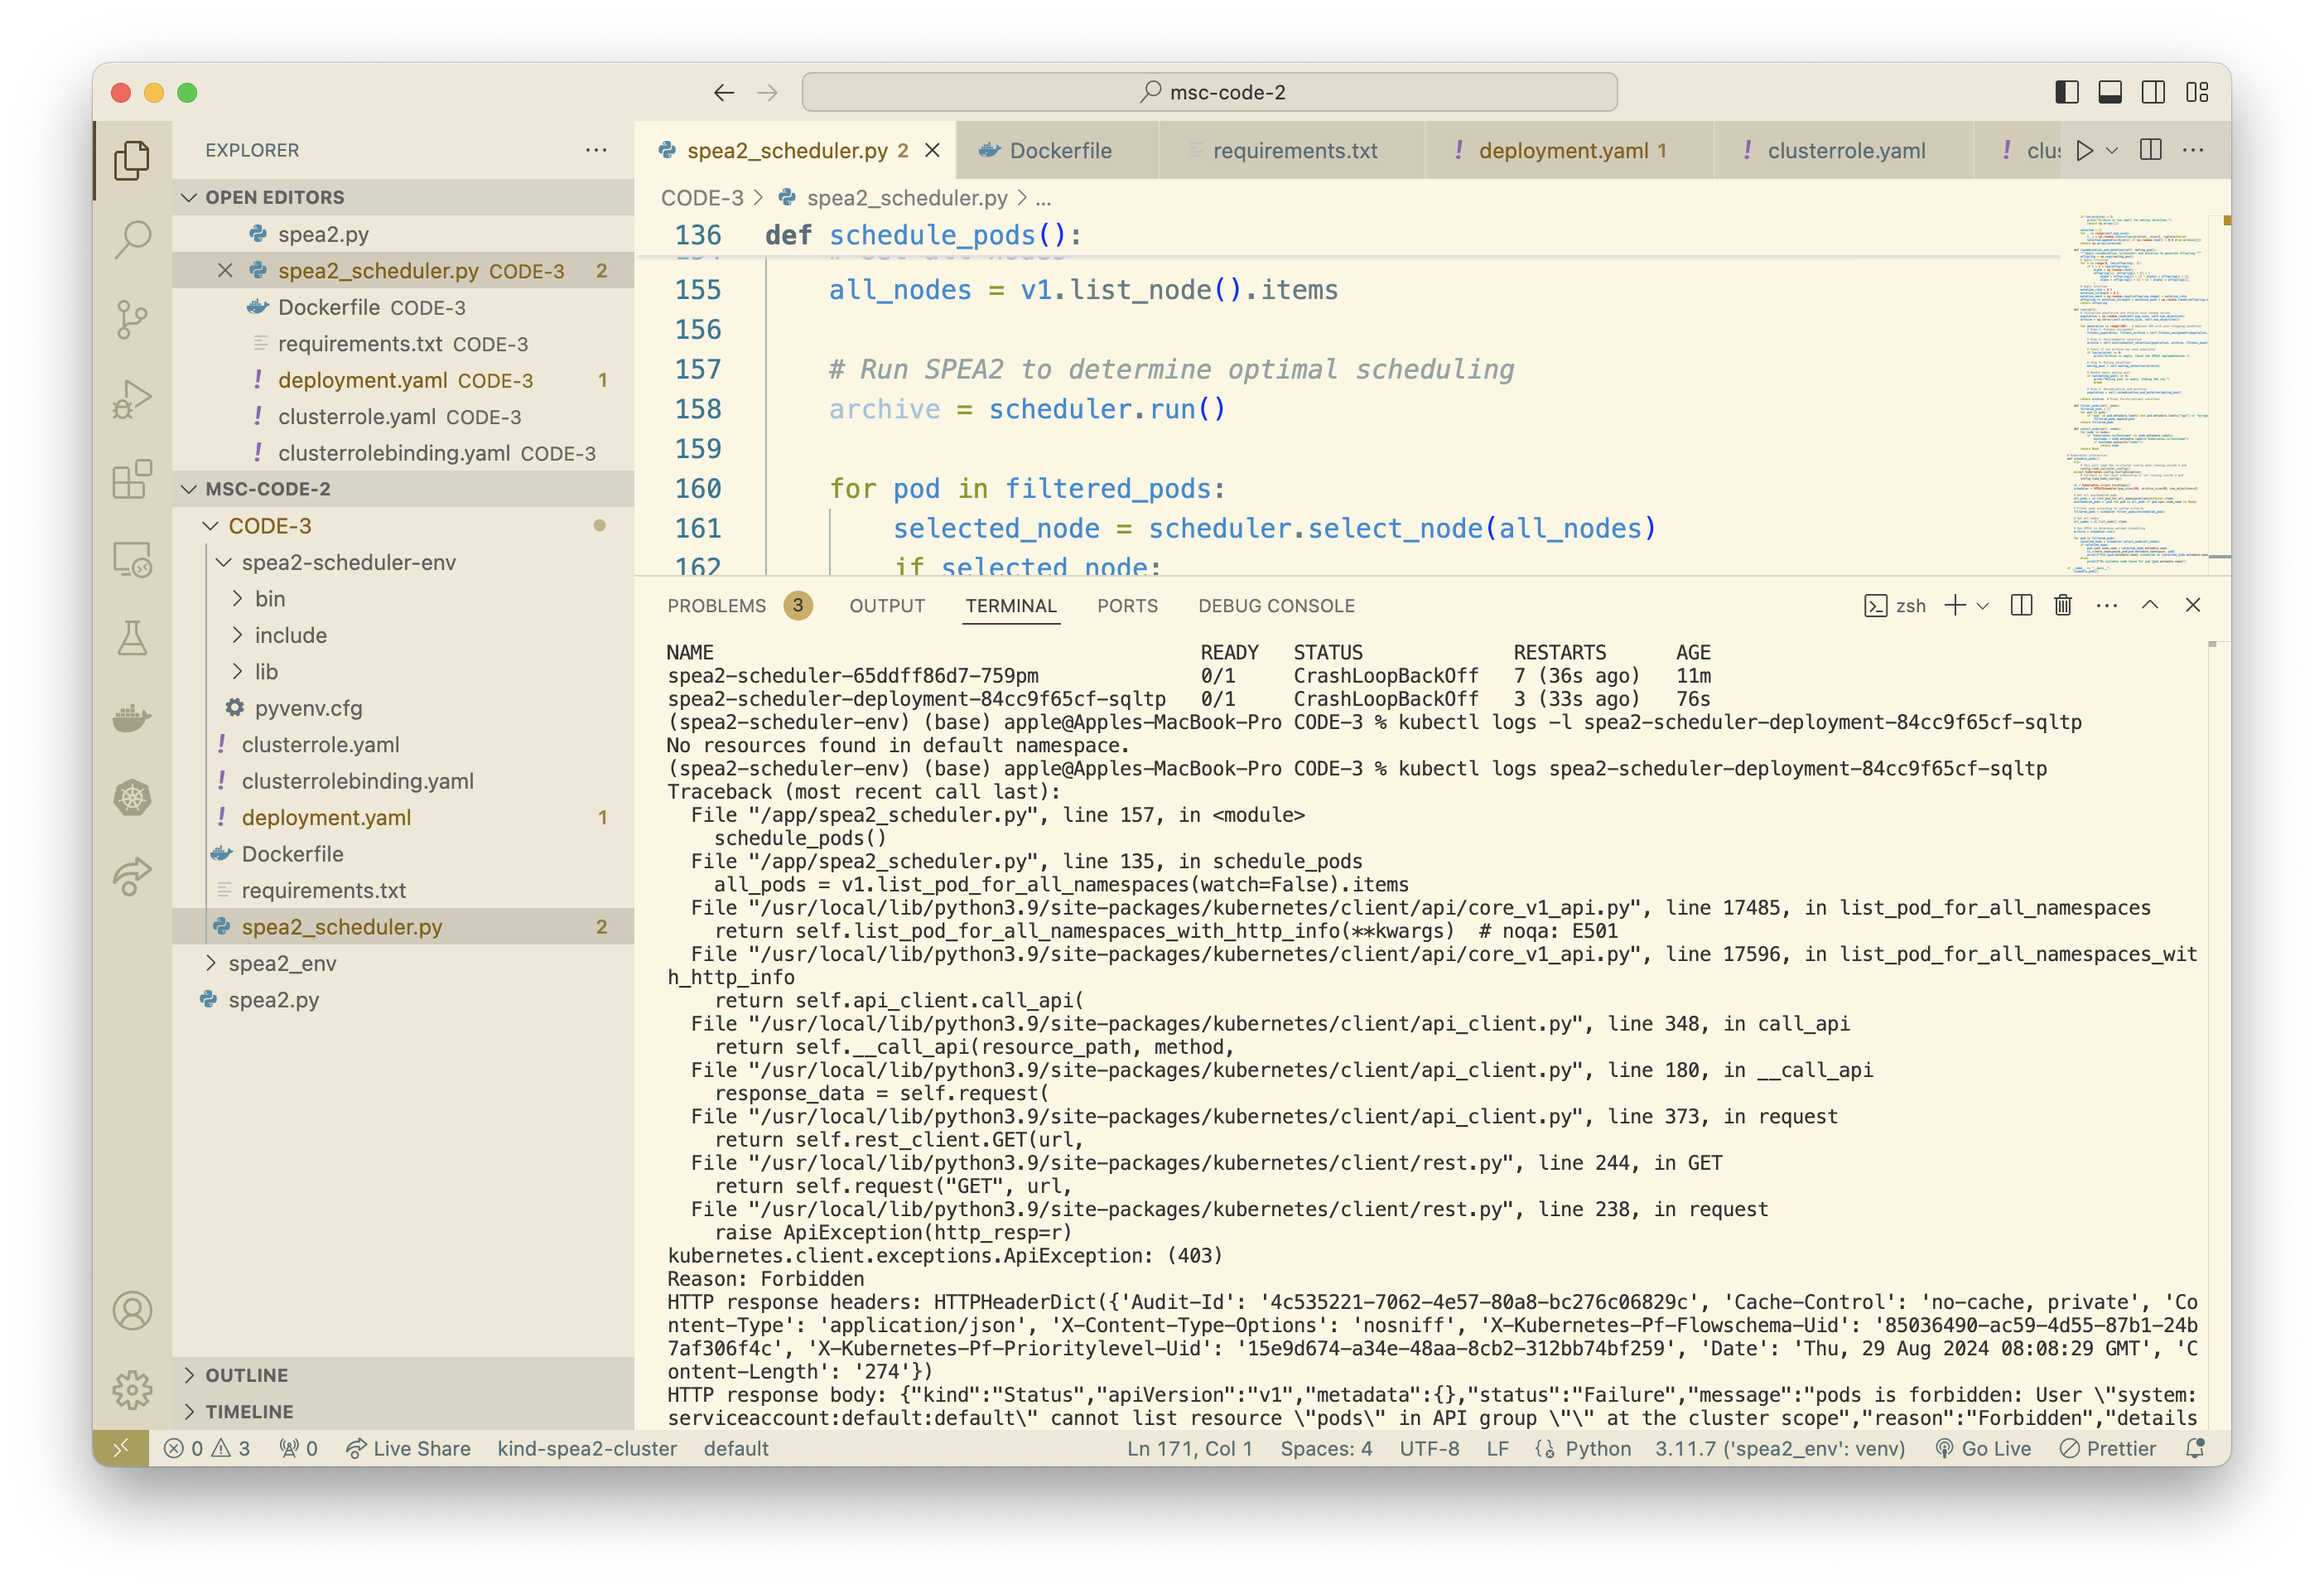 msc-code-2
EXPLORER
OPEN EDITORS
spea2.py
spea2_scheduler.py CODE-3 2
Dockerfile CODE-3
requirements.txt CODE-3
deployment.yaml CODE-3 1
clusterrole.yaml CODE-3
clusterrolebinding.yaml CODE-3
MSC-CODE-2
CODE-3
spea2-scheduler-env
bin
include
lib
pyvenv.cfg
clusterrole.yaml
clusterrolebinding.yaml
deployment.yaml 1
Dockerfile
requirements.txt
spea2_scheduler.py 2
spea2_env
spea2.py
OUTLINE
TIMELINE
spea2_scheduler.py 2 Dockerfile requirements.txt deployment.yaml 1 clusterrole.yaml clus
CODE-3 > spea2_scheduler.py > ...
136 def schedule_pods():
155 all_nodes = v1.list_node().items
156
157 # Run SPEA2 to determine optimal scheduling
158 archive = scheduler.run()
159
160 for pod in filtered_pods:
161 selected_node = scheduler.select_node(all_nodes)
162 if selected_node:
PROBLEMS 3 OUTPUT TERMINAL PORTS DEBUG CONSOLE zsh
NAME READY STATUS RESTARTS AGE
spea2-scheduler-65ddff86d7-759pm 0/1 CrashLoopBackOff 7 (36s ago) 11m
spea2-scheduler-deployment-84cc9f65cf-sqltp 0/1 CrashLoopBackOff 3 (33s ago) 76s
(spea2-scheduler-env) (base) apple@Apples-MacBook-Pro CODE-3 % kubectl logs -l spea2-scheduler-deployment-84cc9f65cf-sqltp
No resources found in default namespace.
(spea2-scheduler-env) (base) apple@Apples-MacBook-Pro CODE-3 % kubectl logs spea2-scheduler-deployment-84cc9f65cf-sqltp
Traceback (most recent call last):
File "/app/spea2_scheduler.py", line 157, in <module>
schedule_pods()
File "/app/spea2_scheduler.py", line 135, in schedule_pods
all_pods = v1.list_pod_for_all_namespaces(watch=False).items
File "/usr/local/lib/python3.9/site-packages/kubernetes/client/api/core_v1_api.py", line 17485, in list_pod_for_all_namespaces
return self.list_pod_for_all_namespaces_with_http_info(**kwargs)  # noqa: E501
File "/usr/local/lib/python3.9/site-packages/kubernetes/client/api/core_v1_api.py", line 17596, in list_pod_for_all_namespaces_wit
h_http_info
return self.api_client.call_api(
File "/usr/local/lib/python3.9/site-packages/kubernetes/client/api_client.py", line 348, in call_api
return self.__call_api(resource_path, method,
File "/usr/local/lib/python3.9/site-packages/kubernetes/client/api_client.py", line 180, in __call_api
response_data = self.request(
File "/usr/local/lib/python3.9/site-packages/kubernetes/client/api_client.py", line 373, in request
return self.rest_client.GET(url,
File "/usr/local/lib/python3.9/site-packages/kubernetes/client/rest.py", line 244, in GET
return self.request("GET", url,
File "/usr/local/lib/python3.9/site-packages/kubernetes/client/rest.py", line 238, in request
raise ApiException(http_resp=r)
kubernetes.client.exceptions.ApiException: (403)
Reason: Forbidden
HTTP response headers: HTTPHeaderDict({'Audit-Id': '4c535221-7062-4e57-80a8-bc276c06829c', 'Cache-Control': 'no-cache, private', 'Co
ntent-Type': 'application/json', 'X-Content-Type-Options': 'nosniff', 'X-Kubernetes-Pf-Flowschema-Uid': '85036490-ac59-4d55-87b1-24b
7af306f4c', 'X-Kubernetes-Pf-Prioritylevel-Uid': '15e9d674-a34e-48aa-8cb2-312bb74bf259', 'Date': 'Thu, 29 Aug 2024 08:08:29 GMT', 'C
ontent-Length': '274'})
HTTP response body: {"kind":"Status","apiVersion":"v1","metadata":{},"status":"Failure","message":"pods is forbidden: User \"system:
serviceaccount:default:default\" cannot list resource \"pods\" in API group \"\" at the cluster scope","reason":"Forbidden","details
0 3 0 Live Share kind-spea2-cluster default Ln 171, Col 1 Spaces: 4 UTF-8 LF Python 3.11.7 ('spea2_env': venv) Go Live Prettier